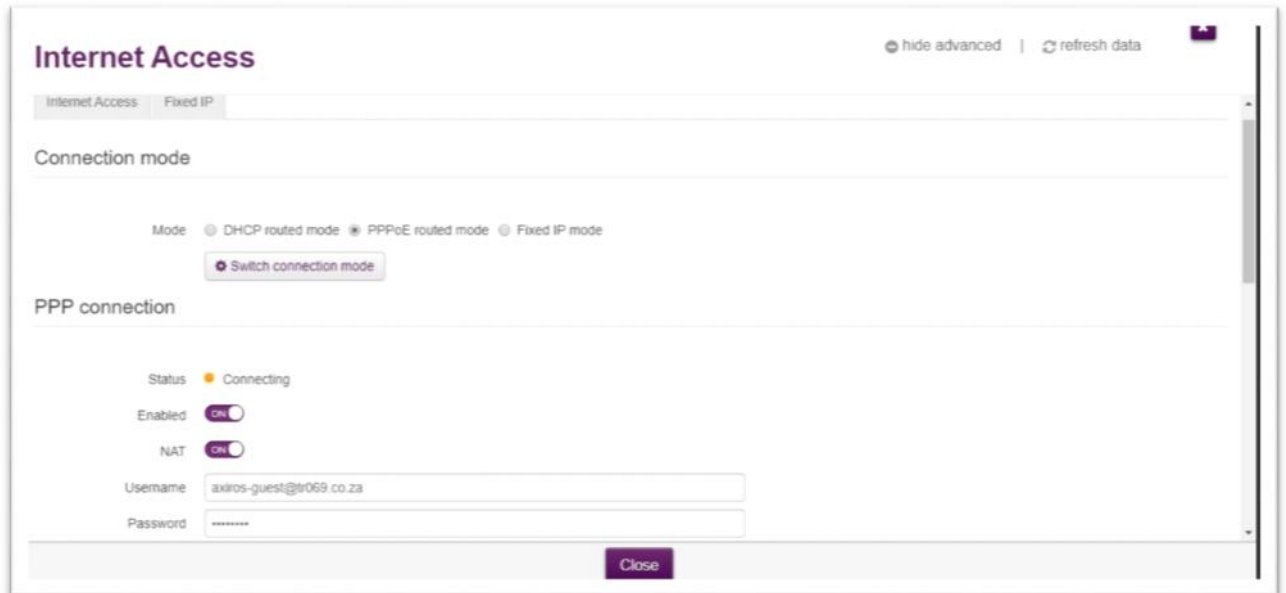 Internet Access
hide advanced | refresh data
Internet Access Fixed IP
Connection mode
Mode DHCP routed mode PPPoE routed mode Fixed IP mode
Switch connection mode
PPP connection
Status Connecting
Enabled ON
NAT ON
Username axiros-guest@tr069.co.za
Password --------
Close